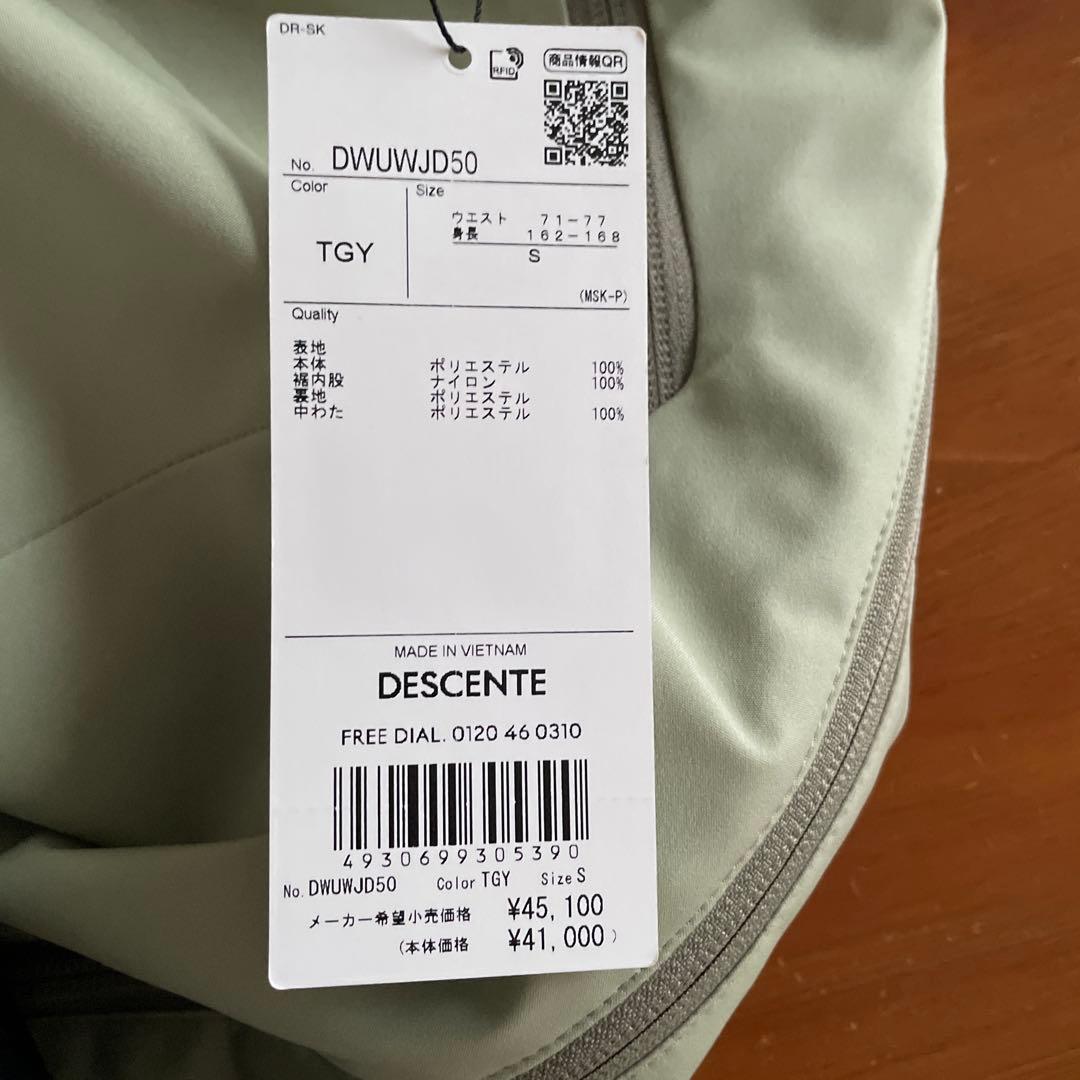 DR-SK
RFID
商品情報QR
No. DWUWJD50
Color
Size
TGY
ウエスト 71-77
身長 162-168
S
(MSK-P)
Quality
表地
本体 ポリエステル 100%
裾内股 ナイロン 100%
裏地 ポリエステル
中わた ポリエステル 100%
MADE IN VIETNAM
DESCENTE
FREE DIAL. 0120 46 0310
4930699305390
No. DWUWJD50 Color TGY Size S
メーカー希望小売価格 ¥45,100
(本体価格 ¥41,000)